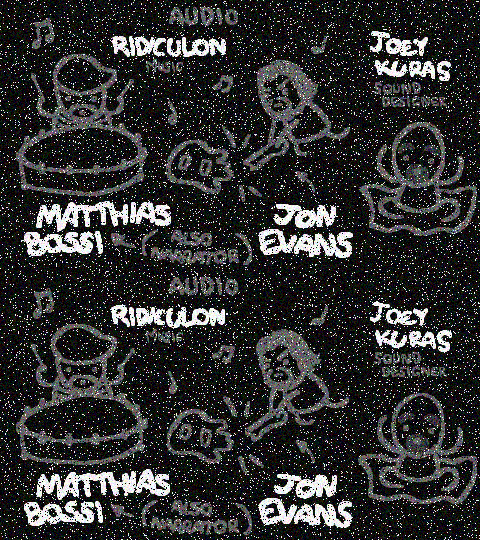 AUDIO
RIDICULON
MUSIC
JOEY
KURAS
SOUND
DESIGNER
MATTHIAS
BOSSI
(ALSO
NARRATOR)
JON
EVANS
AUDIO
RIDICULON
MUSIC
JOEY
KURAS
SOUND
DESIGNER
MATTHIAS
BOSSI
(ALSO
NARRATOR)
JON
EVANS